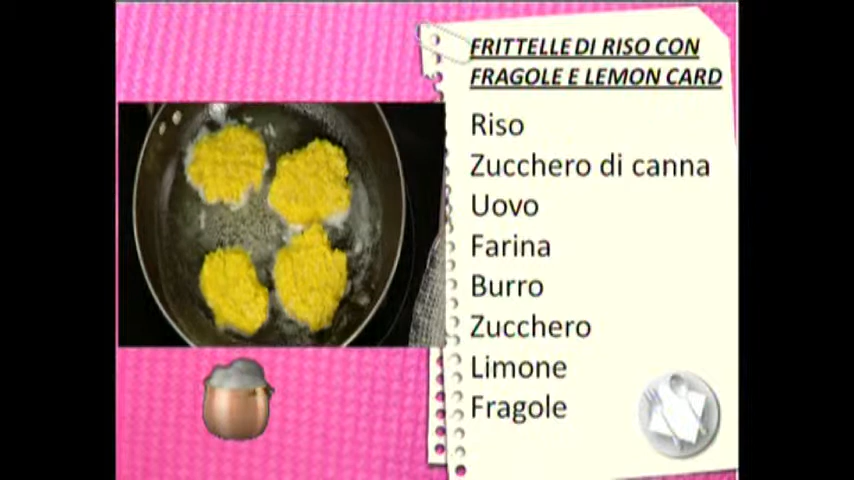 FRITTELLE DI RISO CON
FRAGOLE E LEMON CARD
Riso
Zucchero di canna
Uovo
Farina
Burro
Zucchero
Limone
Fragole